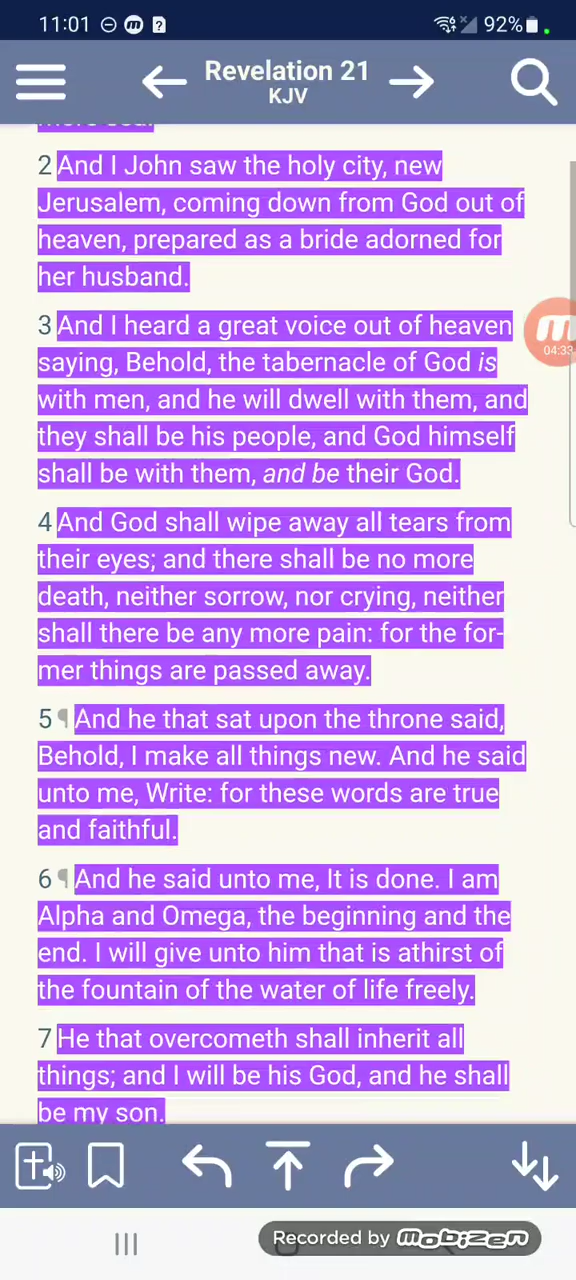 11:01 92%
Revelation 21
KJV
more sea.
2 And I John saw the holy city, new
Jerusalem, coming down from God out of
heaven, prepared as a bride adorned for
her husband.
3 And I heard a great voice out of heaven
saying, Behold, the tabernacle of God is
with men, and he will dwell with them, and
they shall be his people, and God himself
shall be with them, and be their God.
4 And God shall wipe away all tears from
their eyes; and there shall be no more
death, neither sorrow, nor crying, neither
shall there be any more pain: for the for-
mer things are passed away.
5 ¶ And he that sat upon the throne said,
Behold, I make all things new. And he said
unto me, Write: for these words are true
and faithful.
6 ¶ And he said unto me, It is done. I am
Alpha and Omega, the beginning and the
end. I will give unto him that is athirst of
the fountain of the water of life freely.
7 He that overcometh shall inherit all
things; and I will be his God, and he shall
be my son.
m
04:33
Recorded by mobizen